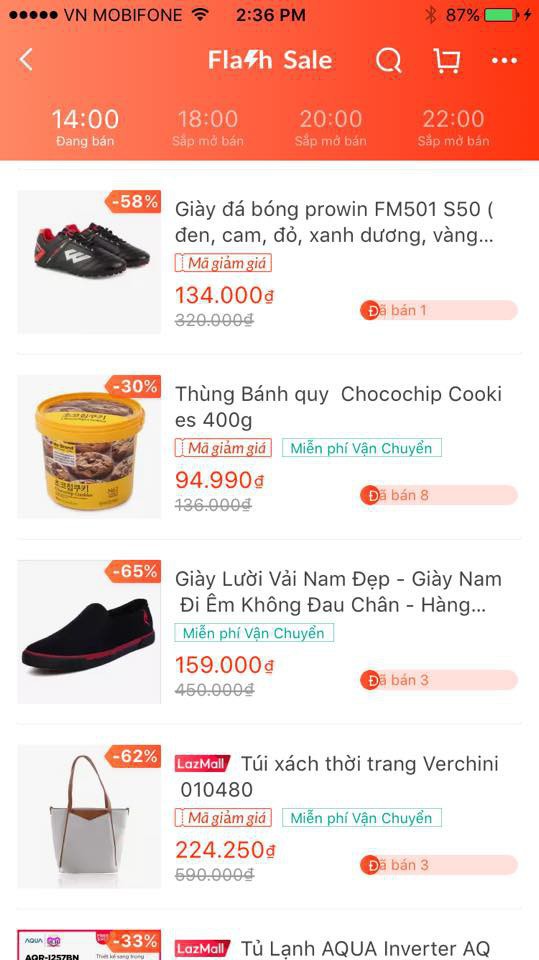 VN MOBIFONE 2:36 PM 87%
Flash Sale
14:00 18:00 20:00 22:00
Đang bán Sắp mở bán Sắp mở bán Sắp mở bán
-58%
Giày đá bóng prowin FM501 S50 (
đen, cam, đỏ, xanh dương, vàng...
Mã giảm giá
134.000₫
Đã bán 1
320.000₫
-30%
Thùng Bánh quy Chocochip Cooki
es 400g
Mã giảm giá Miễn phí Vận Chuyển
94.990₫
Đã bán 8
136.000₫
-65%
Giày Lười Vải Nam Đẹp - Giày Nam
Đi Êm Không Đau Chân - Hàng...
Miễn phí Vận Chuyển
159.000₫
Đã bán 3
450.000₫
-62%
LazMall Túi xách thời trang Verchini
010480
Mã giảm giá Miễn phí Vận Chuyển
224.250₫
Đã bán 3
590.000₫
-33%
AQUA
AQR-I257BN
Thiết kế sang trọng
LazMall Tủ Lạnh AQUA Inverter AQ